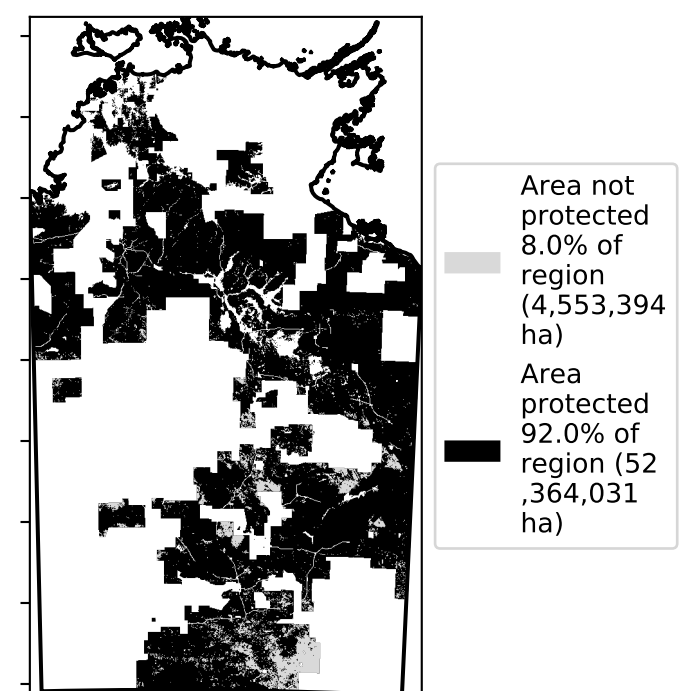 Area not
protected
8.0% of
region
(4,553,394
ha)
Area
protected
92.0% of
region (52
,364,031
ha)